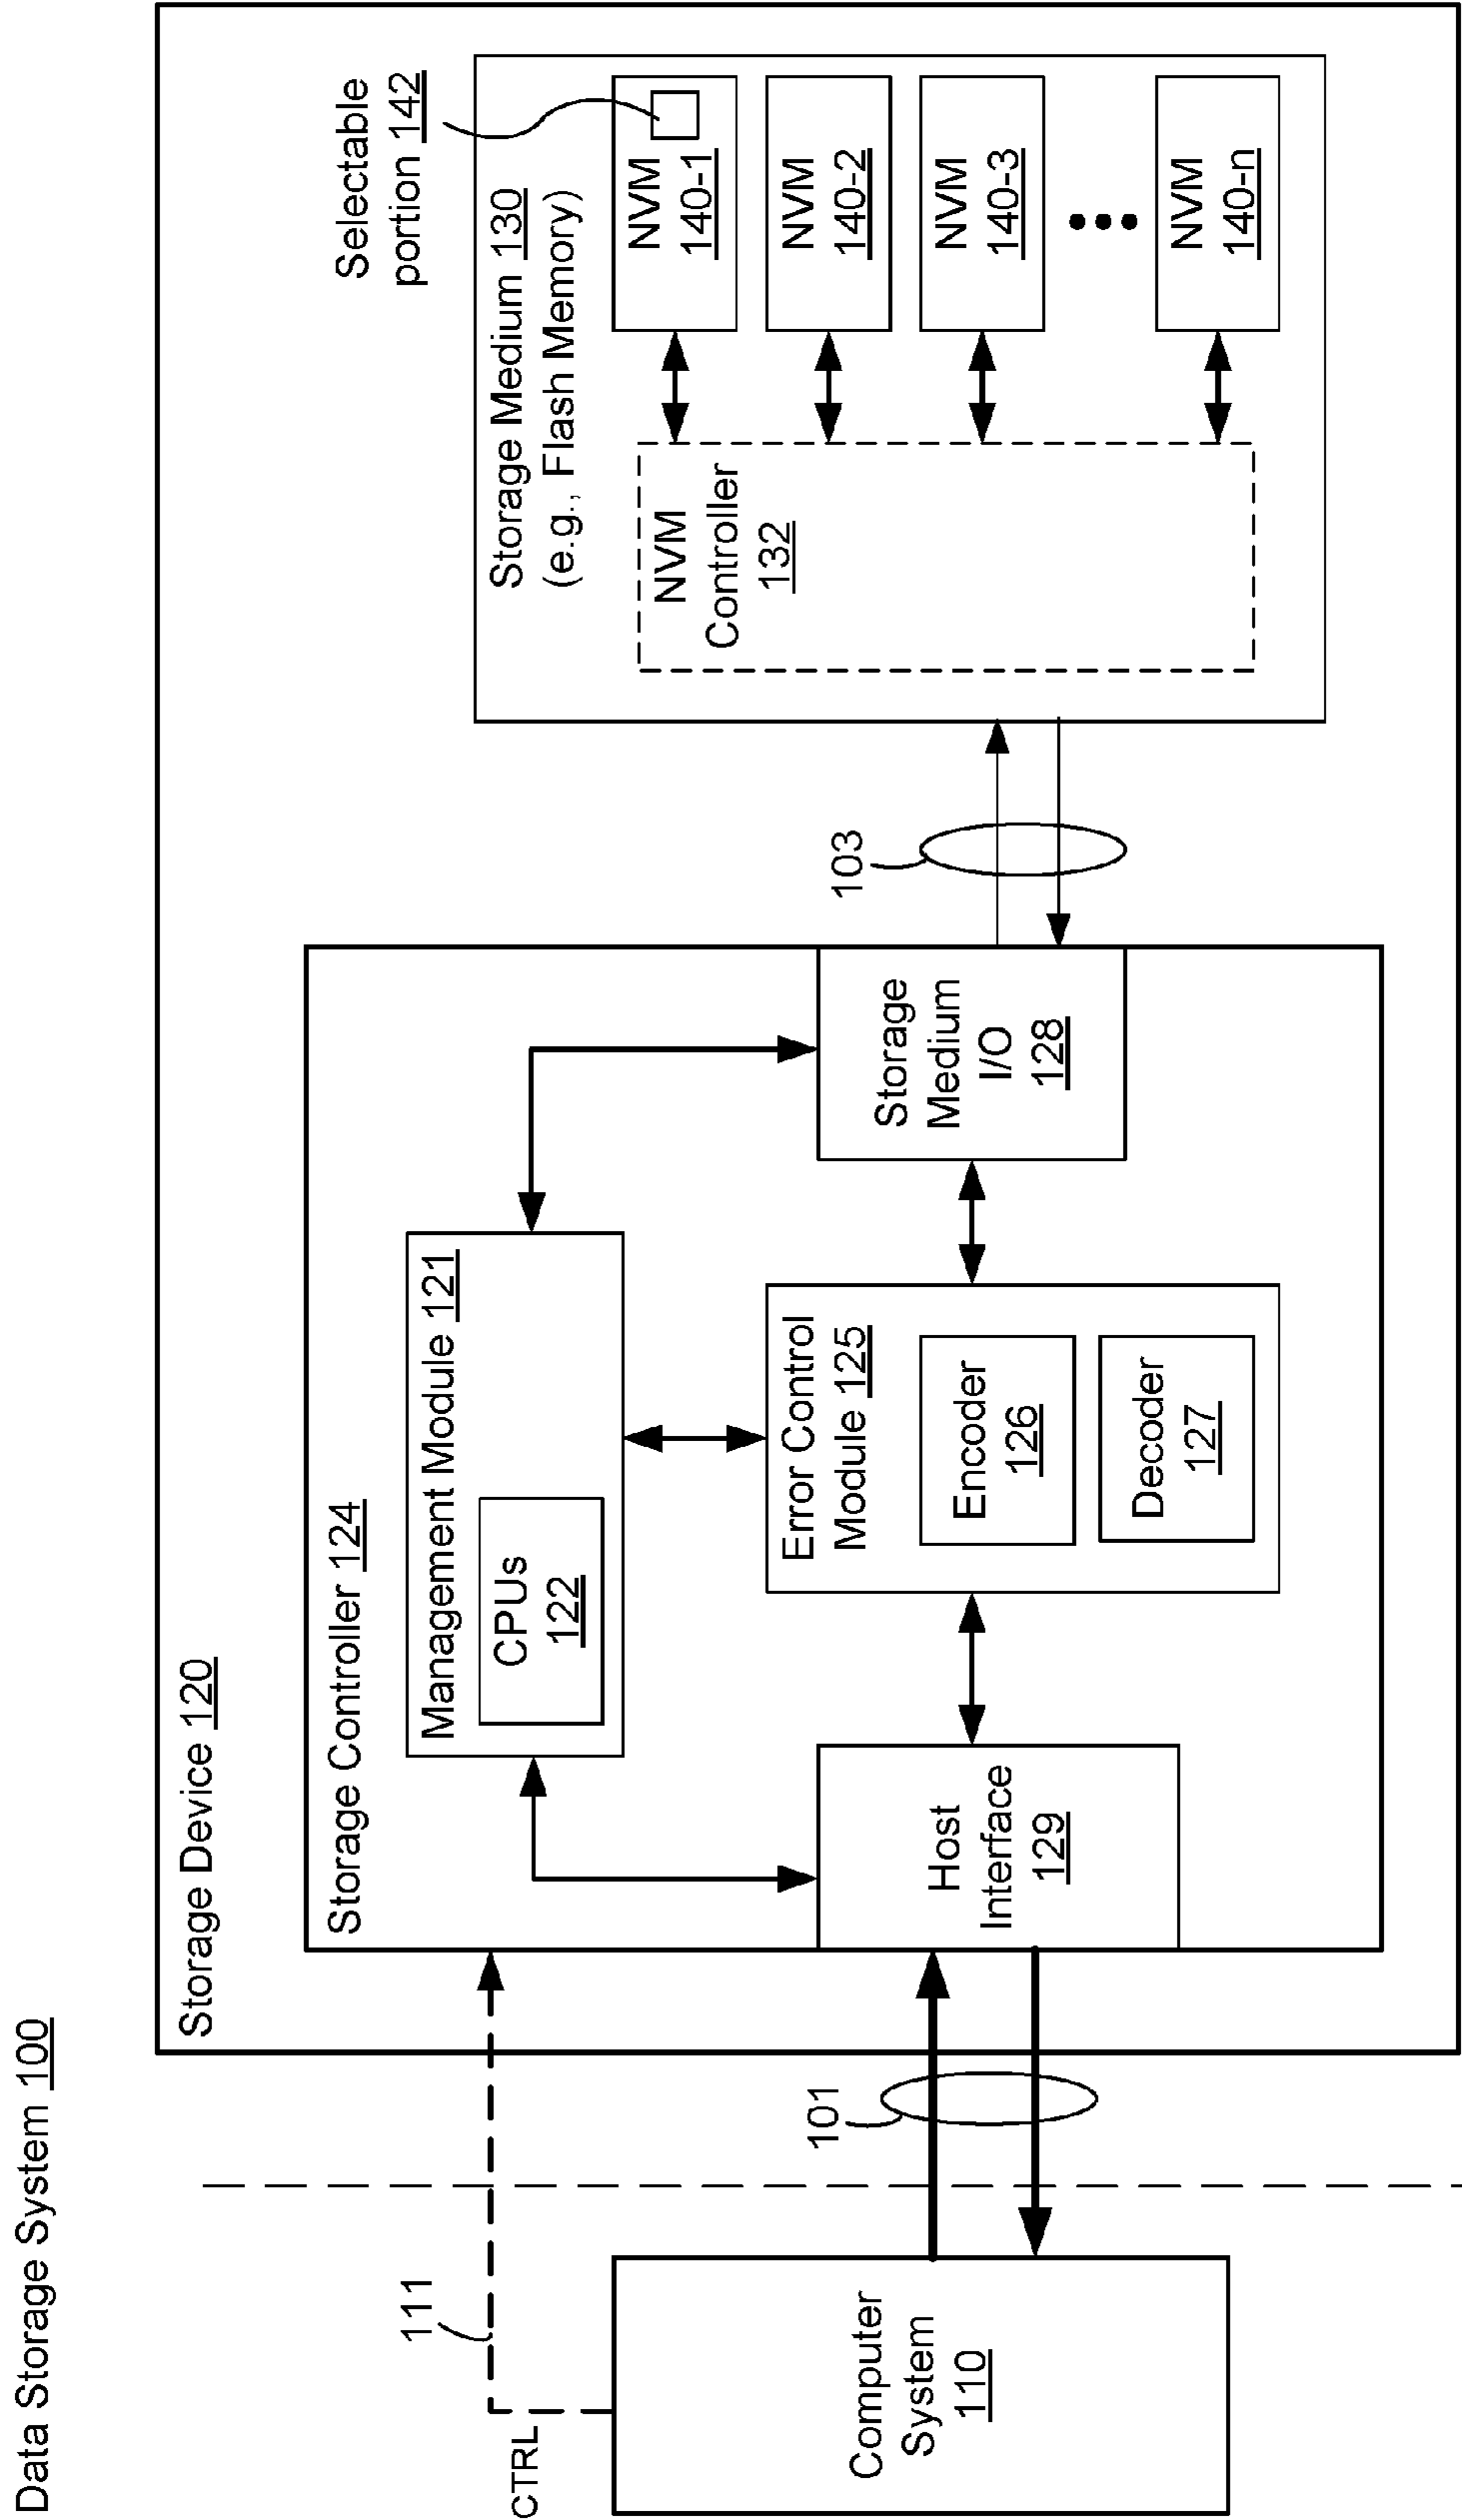 Data Storage System 100
Storage Device 120
Storage Controller 124
Management Module 121
CPUs
122
Error Control
Module 125
Encoder
126
Decoder
127
Host
Interface
129
Storage
Medium
I/O
128
CTRL
111
Computer
System
110
101
103
Selectable
portion 142
Storage Medium 130
(e.g., Flash Memory)
NVM
Controller
132
NVM
140-1
NVM
140-2
NVM
140-3
NVM
140-n